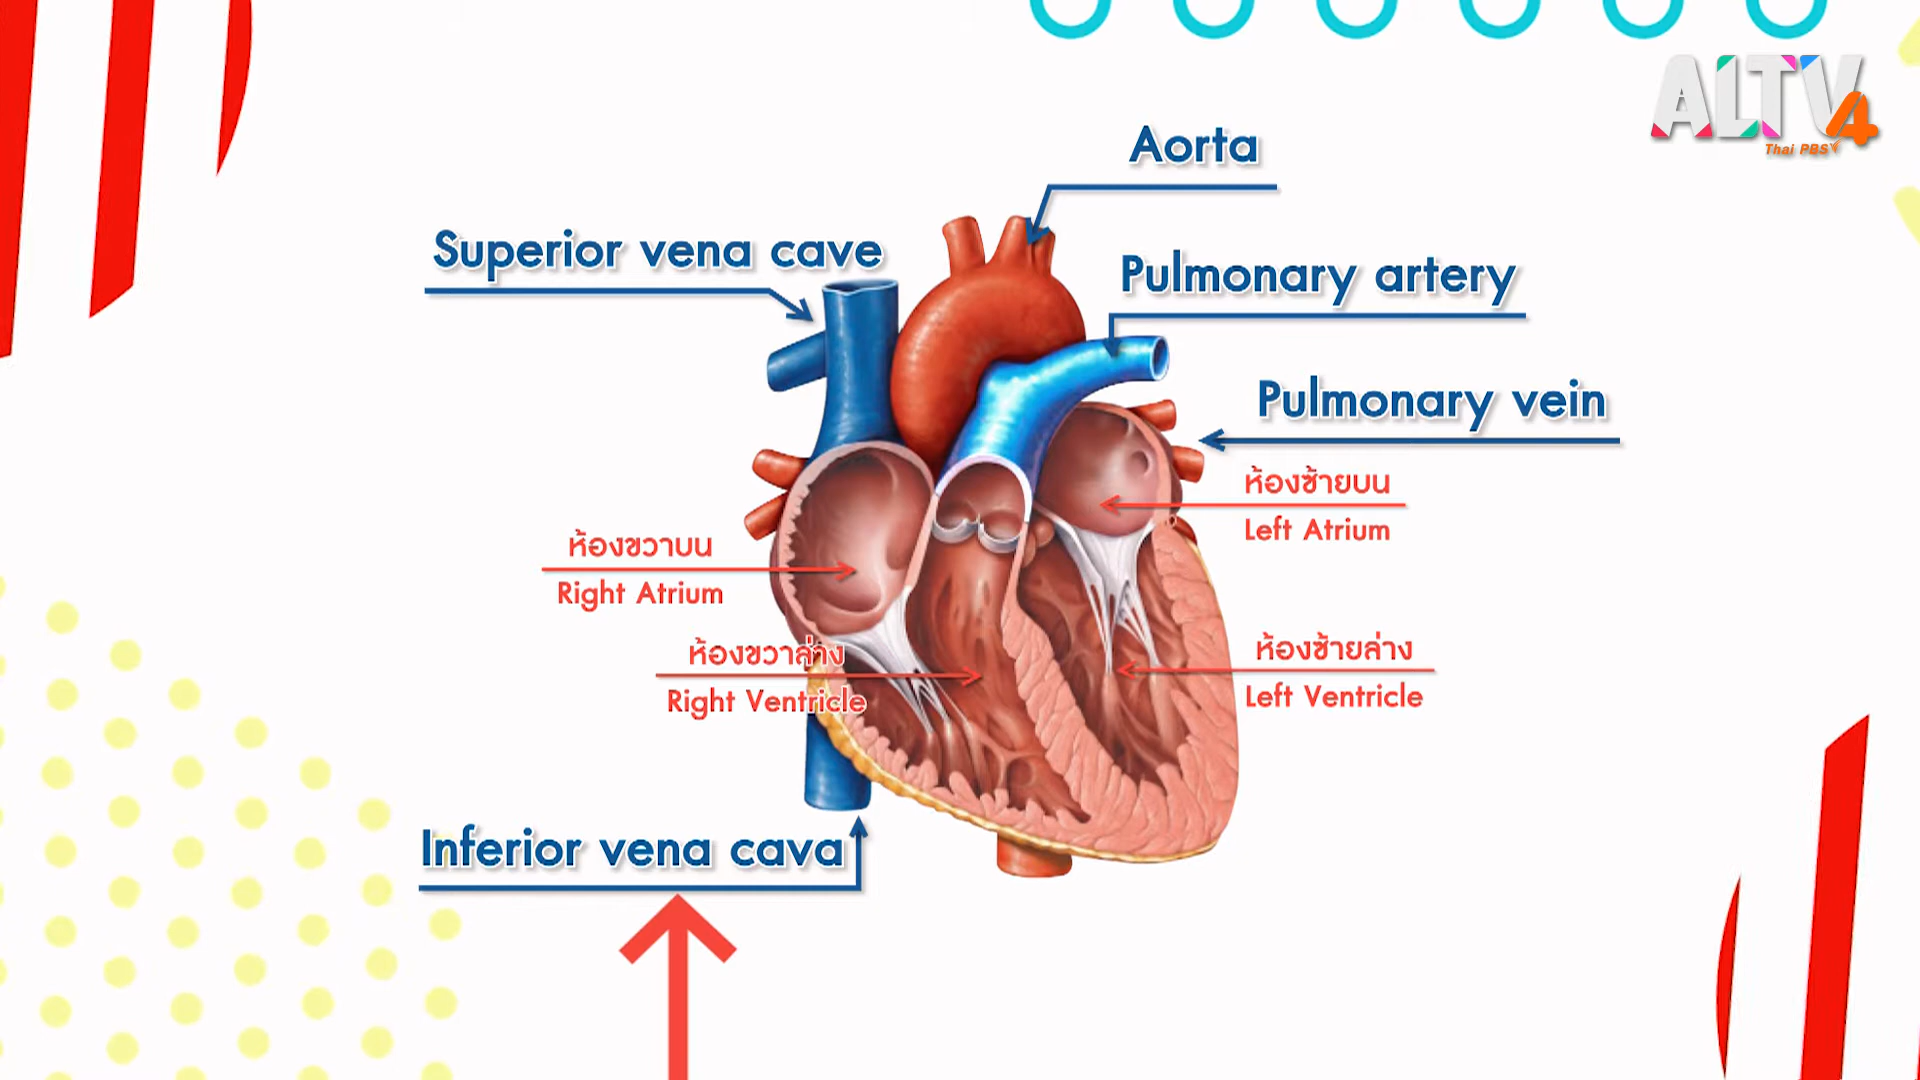 ALTV4
Thai PBS
Aorta
Superior vena cave
Pulmonary artery
Pulmonary vein
ห้องซ้ายบน
Left Atrium
ห้องขวาบน
Right Atrium
ห้องขวาล่าง
Right Ventricle
ห้องซ้ายล่าง
Left Ventricle
Inferior vena cava